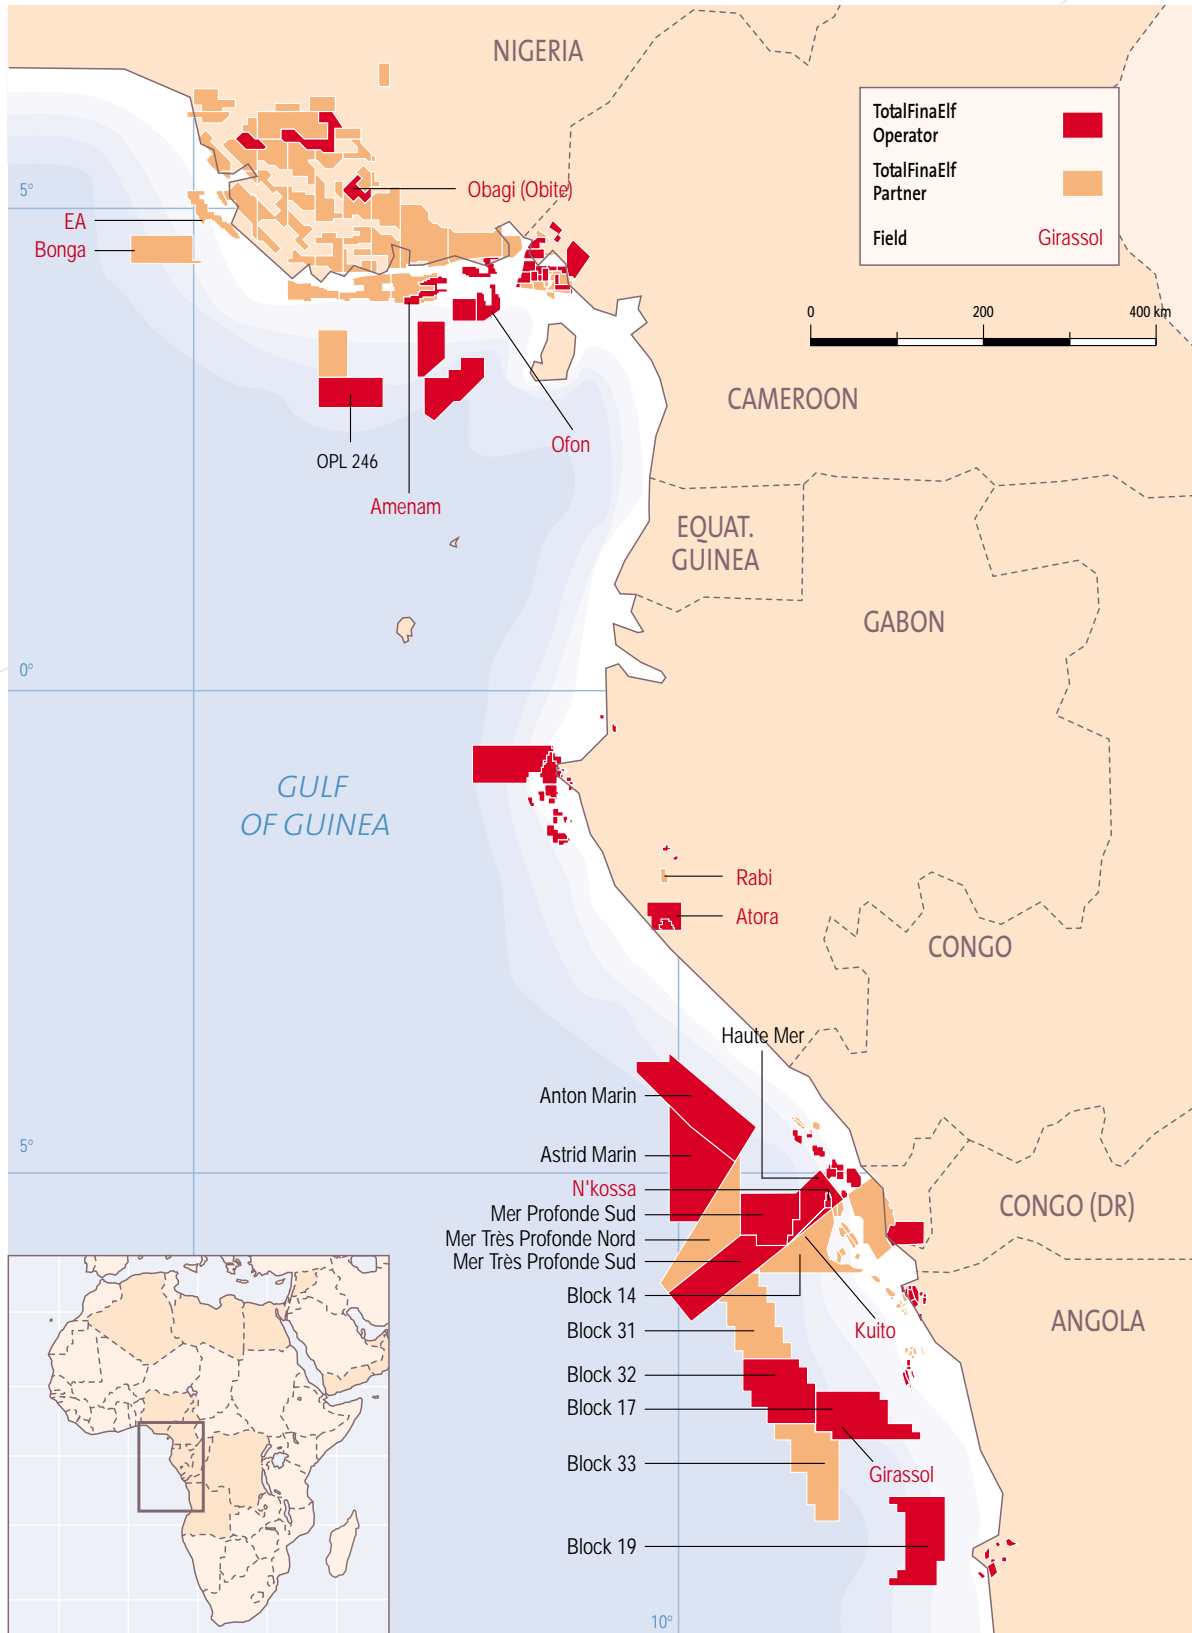 NIGERIA
TotalFinaElf
Operator
TotalFinaElf
Partner
Field
Girassol
5°
Obagi (Obite)
EA
Bonga
0
200
400 km
CAMEROON
Ofon
OPL 246
Amenam
EQUAT.
GUINEA
GABON
0°
GULF
OF GUINEA
Rabi
Atora
CONGO
Haute Mer
Anton Marin
5°
Astrid Marin
N'kossa
CONGO (DR)
Mer Profonde Sud
Mer Très Profonde Nord
Mer Très Profonde Sud
Block 14
ANGOLA
Kuito
Block 31
Block 32
Block 17
Block 33
Girassol
Block 19
10°